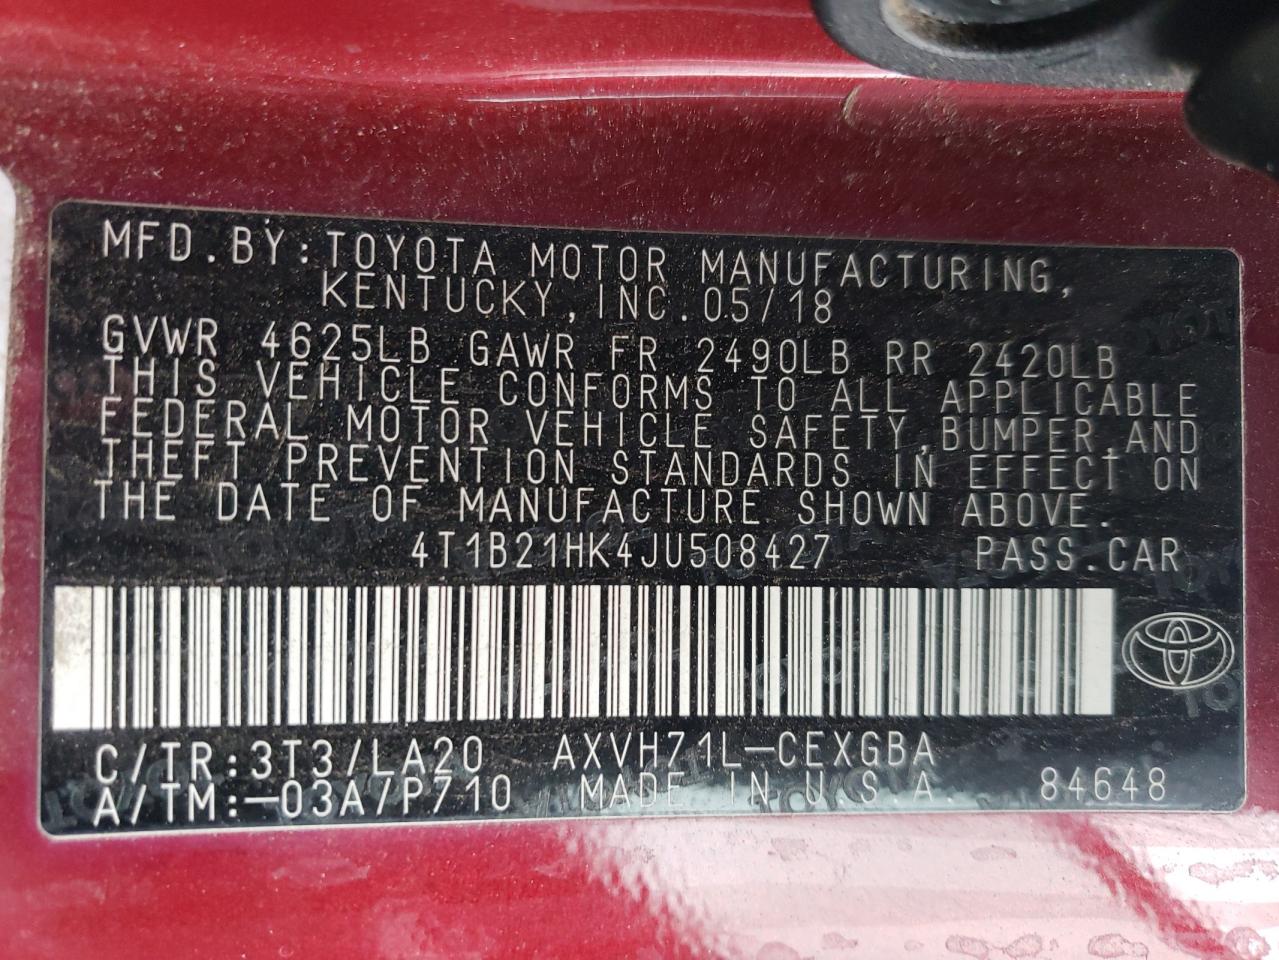 MFD.BY:TOYOTA MOTOR MANUFACTURING,
KENTUCKY,INC.05/18
GVWR 4625LB GAWR FR 2490LB RR 2420LB
THIS VEHICLE CONFORMS TO ALL APPLICABLE
FEDERAL MOTOR VEHICLE SAFETY,BUMPER,AND
THEFT PREVENTION STANDARDS IN EFFECT ON
THE DATE OF MANUFACTURE SHOWN ABOVE.
4T1B21HK4JU508427 PASS.CAR
C/TR:3T3/LA20 AXVH71L-CEXGBA
A/TM:-03A/P710 MADE IN U.S.A. 84648